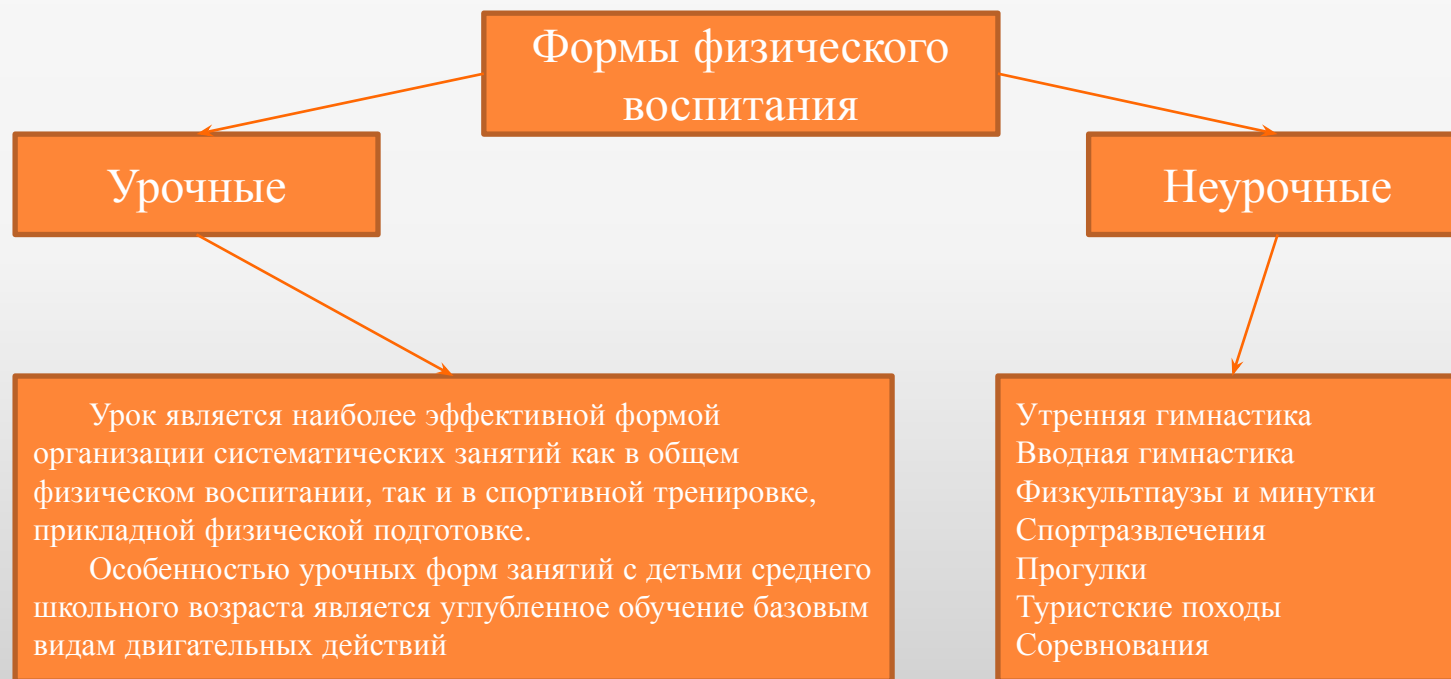 Формы физического
воспитания
Урочные
Неурочные
Урок является наиболее эффективной формой
организации систематических занятий как в общем
физическом воспитании, так и в спортивной тренировке,
прикладной физической подготовке.
Особенностью урочных форм занятий с детьми среднего
школьного возраста является углубленное обучение базовым
видам двигательных действий
Утренняя гимнастика
Вводная гимнастика
Физкультпаузы и минутки
Спортразвлечения
Прогулки
Туристские походы
Соревнования